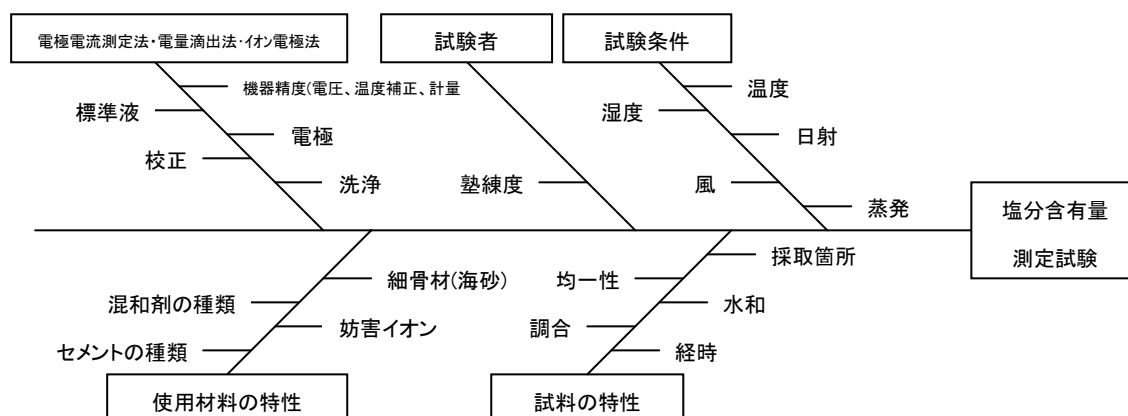 電極電流測定法・電量滴出法・イオン電極法
試験者
試験条件
機器精度(電圧、温度補正、計量
標準液
電極
校正
洗浄
塾練度
温度
湿度
日射
風
蒸発
塩分含有量
測定試験
細骨材(海砂)
混和剤の種類
妨害イオン
セメントの種類
使用材料の特性
採取箇所
均一性
水和
調合
経時
試料の特性